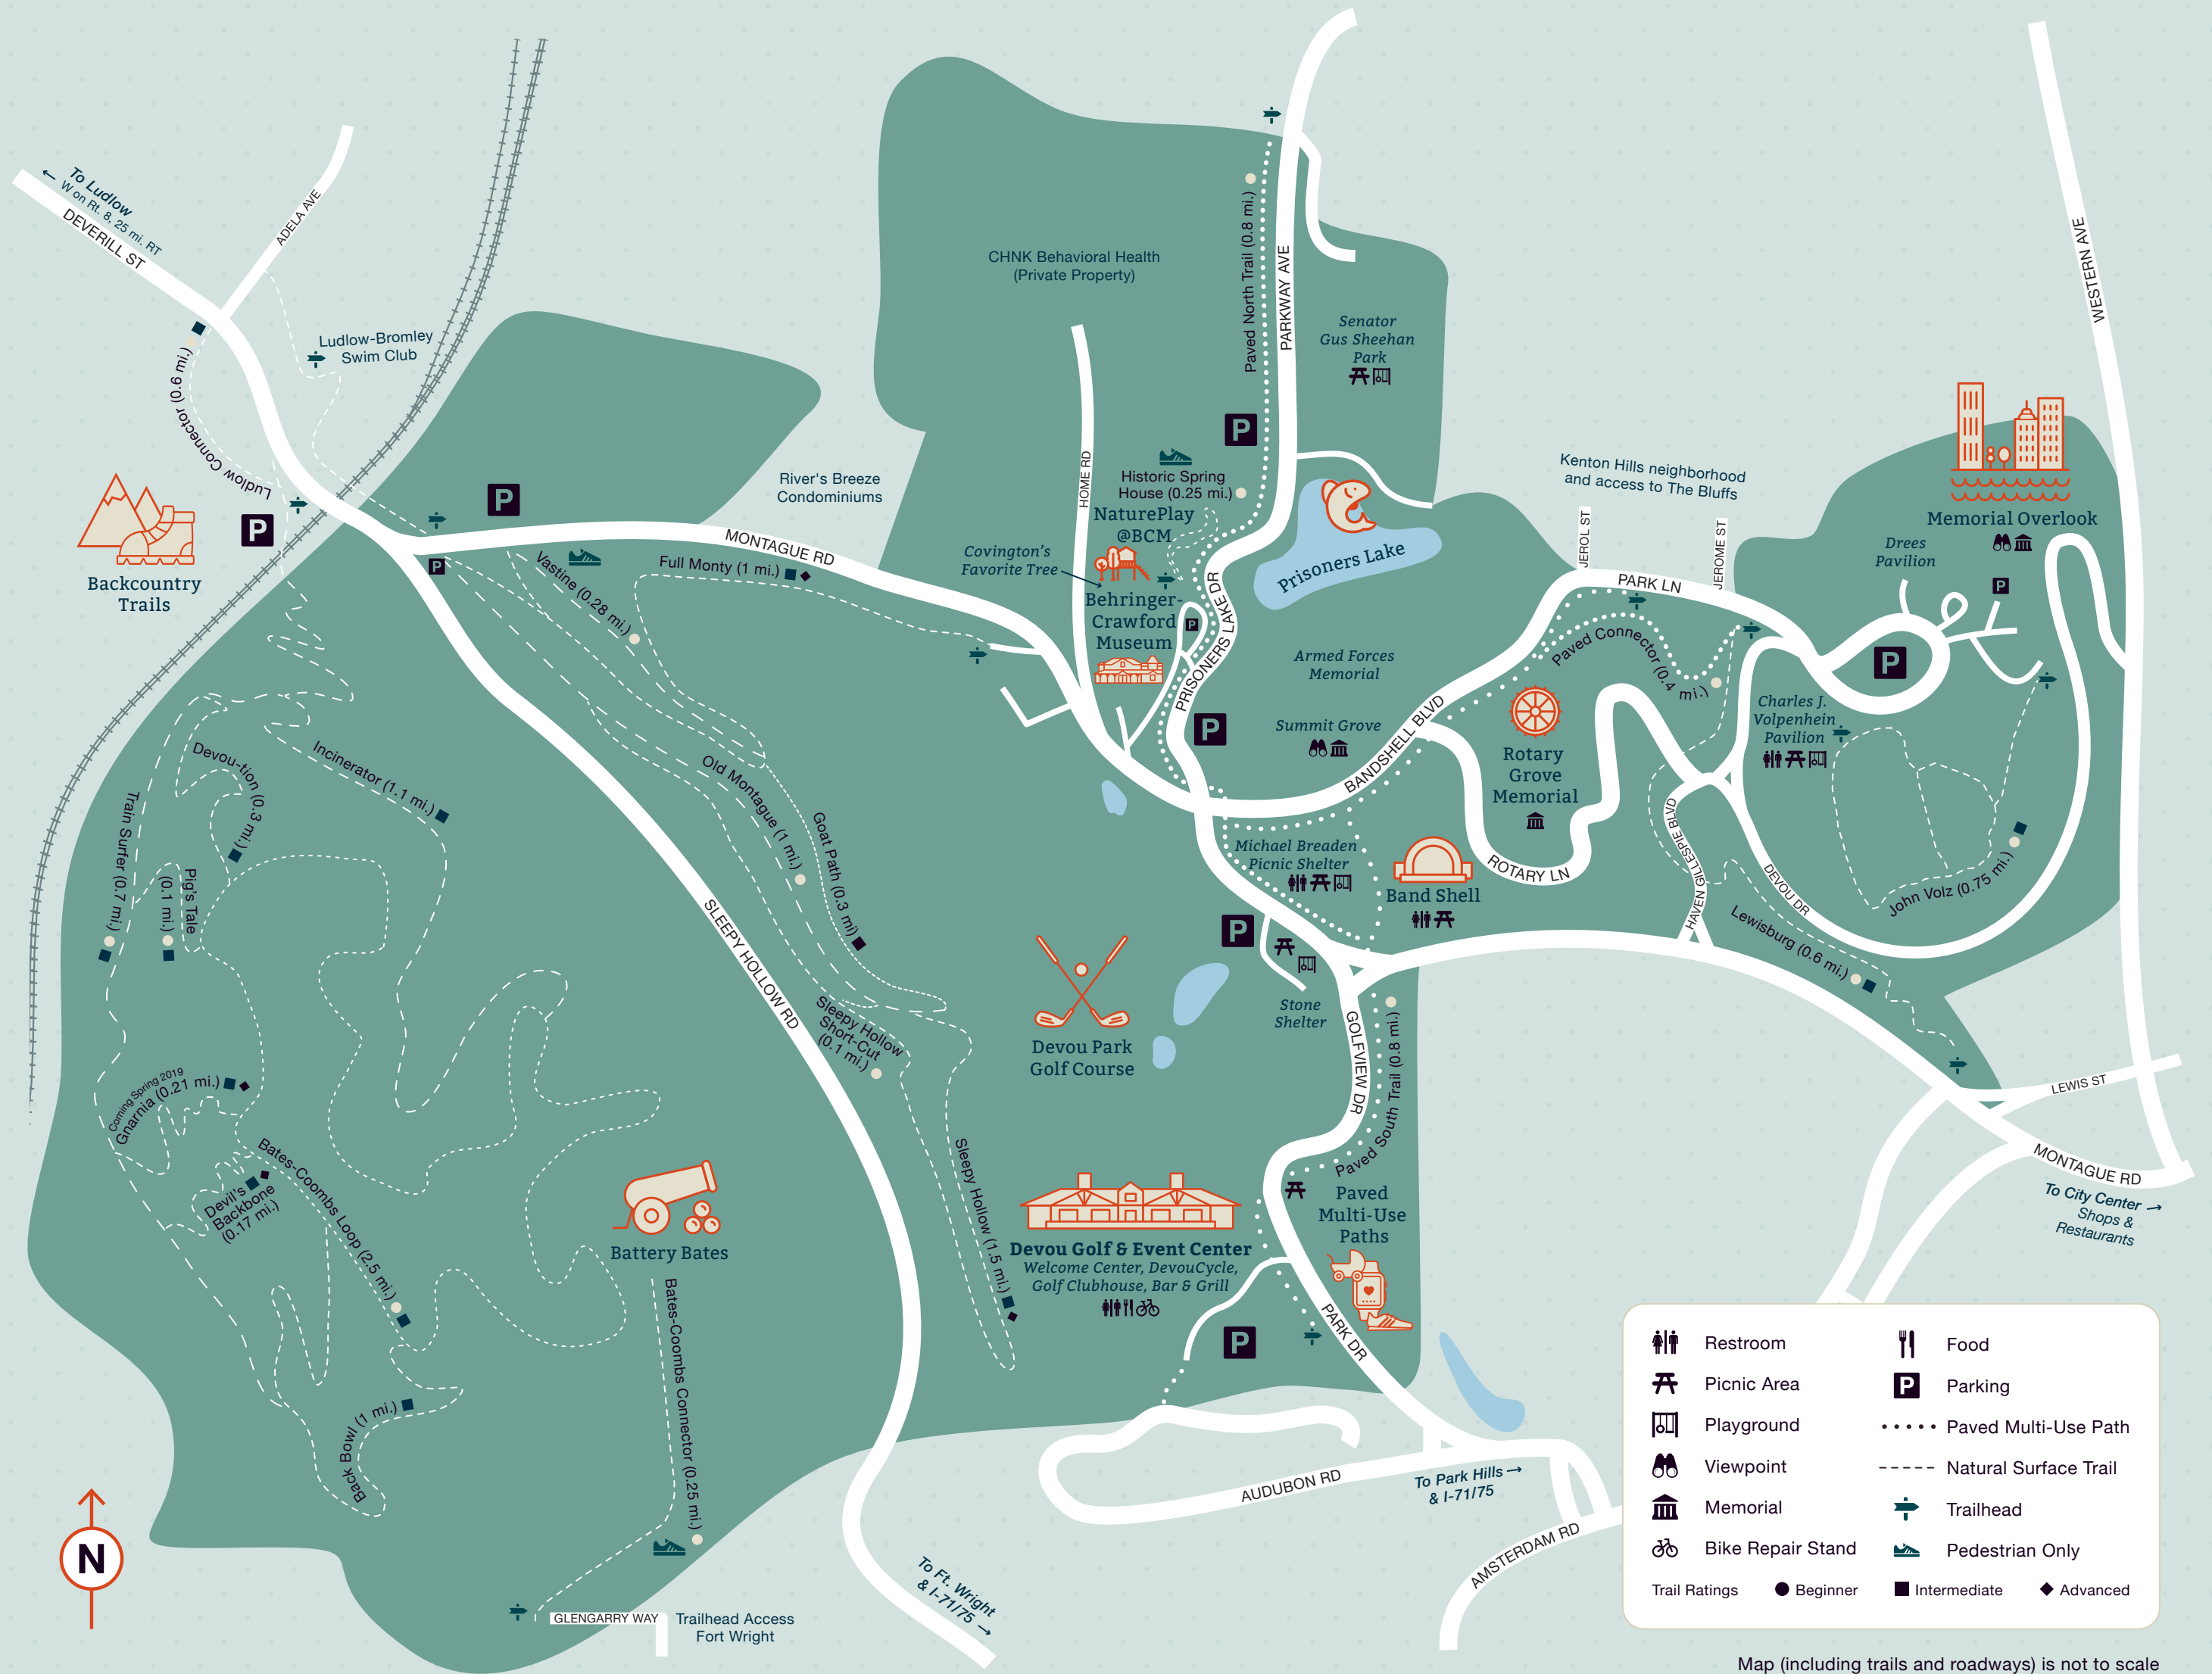 ← To Ludlow
W on Rt. 8, 25 mi. RT
DEVERILL ST
ADELA AVE
Ludlow-Bromley
Swim Club
Ludlow Connector (0.6 mi.)
P
Backcountry
Trails
P
P
Vastine (0.28 mi.)
Full Monty (1 mi.)
MONTAGUE RD
River's Breeze
Condominiums
CHNK Behavioral Health
(Private Property)
HOME RD
Paved North Trail (0.8 mi.)
PARKWAY AVE
Senator
Gus Sheehan
Park
P
Historic Spring
House (0.25 mi.)
NaturePlay
@BCM
Covington's
Favorite Tree
Behringer-
Crawford
Museum
P
PRISONERS LAKE DR
Prisoners Lake
P
Armed Forces
Memorial
Summit Grove
BANDSHELL BLVD
Kenton Hills neighborhood
and access to The Bluffs
JEROL ST
JEROME ST
PARK LN
Paved Connector (0.4 mi.)
Rotary
Grove
Memorial
ROTARY LN
WESTERN AVE
Memorial Overlook
Drees
Pavilion
P
P
Charles J.
Volpenhein
Pavilion
HAVEN GILLESPIE BLVD
DEVOU DR
John Volz (0.75 mi.)
Lewisburg (0.6 mi.)
LEWIS ST
MONTAGUE RD
To City Center →
Shops &
Restaurants
Michael Breaden
Picnic Shelter
Band Shell
P
Stone
Shelter
GOLFVIEW DR
Paved South Trail (0.8 mi.)
Devou Park
Golf Course
Paved
Multi-Use
Paths
Devou Golf & Event Center
Welcome Center, DevouCycle,
Golf Clubhouse, Bar & Grill
P
PARK DR
AUDUBON RD
To Park Hills →
& I-71/75
AMSTERDAM RD
Train Surfer (0.7 mi.)
Devou-tion (0.3 mi.)
Incinerator (1.1 mi.)
Pig's Tale
(0.1 mi.)
Old Montague (1 mi.)
Goat Path (0.3 mi)
SLEEPY HOLLOW RD
Sleepy Hollow
Short-Cut
(0.1 mi.)
Sleepy Hollow (1.5 mi.)
Coming Spring 2019
Gnarnia (0.21 mi.)
Devil's
Backbone
(0.17 mi.)
Bates-Coombs Loop (2.5 mi.)
Battery Bates
Bates-Coombs Connector (0.25 mi.)
Back Bowl (1 mi.)
N
GLENGARRY WAY
Trailhead Access
Fort Wright
To Ft. Wright
& I-71/75 →
Restroom
Picnic Area
Playground
Viewpoint
Memorial
Bike Repair Stand
Food
P Parking
Paved Multi-Use Path
Natural Surface Trail
Trailhead
Pedestrian Only
Trail Ratings
Beginner
Intermediate
Advanced
Map (including trails and roadways) is not to scale